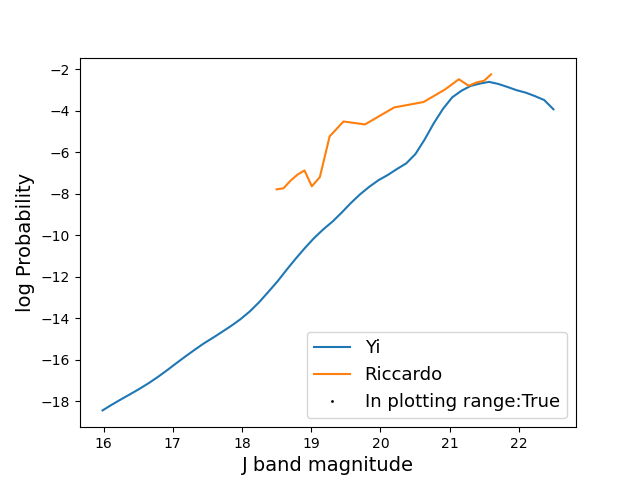 −2
−4
−6
−8
−10
−12
−14
−16
−18
log Probability
Yi
Riccardo
In plotting range:True
16 17 18 19 20 21 22
J band magnitude